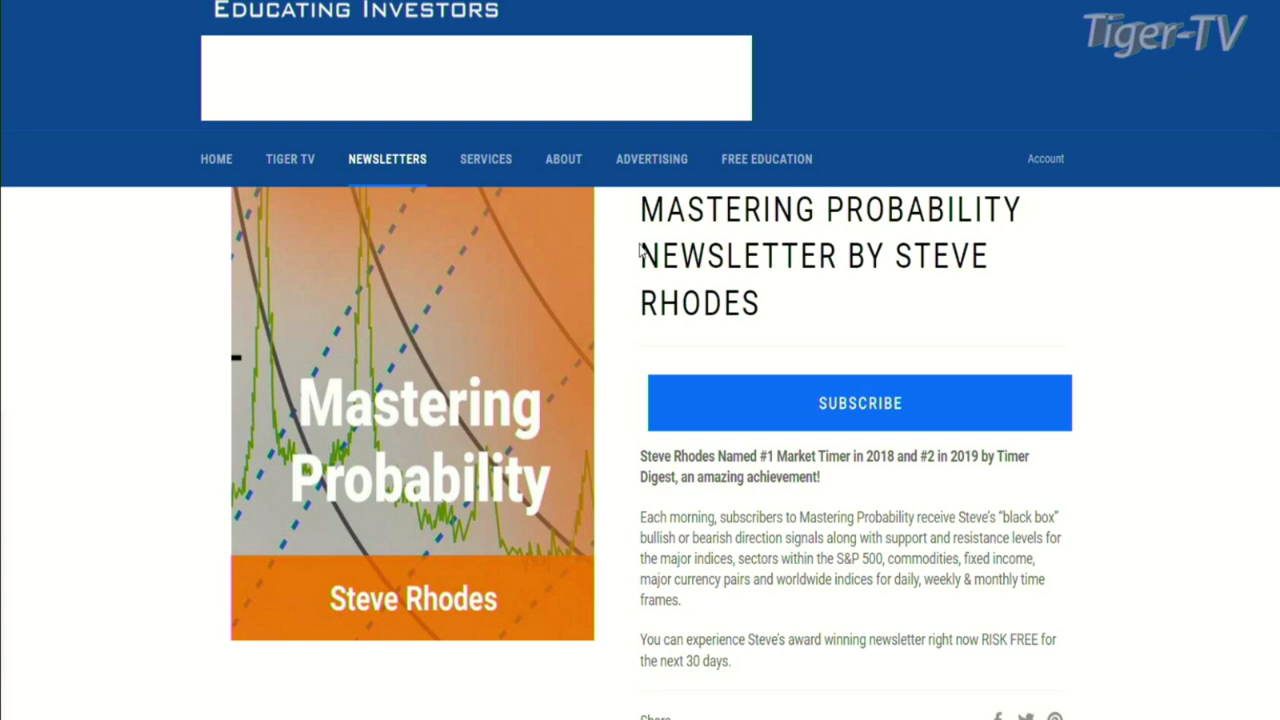 EDUCATING INVESTORS
Tiger-TV
HOME TIGER TV NEWSLETTERS SERVICES ABOUT ADVERTISING FREE EDUCATION Account
Mastering
Probability
Steve Rhodes
MASTERING PROBABILITY
NEWSLETTER BY STEVE
RHODES
SUBSCRIBE
Steve Rhodes Named #1 Market Timer in 2018 and #2 in 2019 by Timer
Digest, an amazing achievement!
Each morning, subscribers to Mastering Probability receive Steve's “black box”
bullish or bearish direction signals along with support and resistance levels for
the major indices, sectors within the S&P 500, commodities, fixed income,
major currency pairs and worldwide indices for daily, weekly & monthly time
frames.
You can experience Steve's award winning newsletter right now RISK FREE for
the next 30 days.
Share